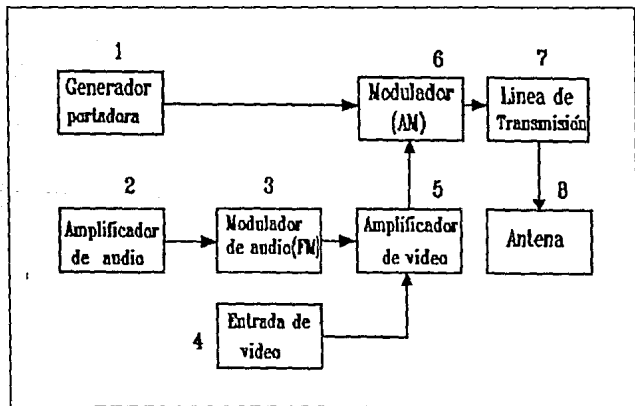 1
Generador
portadora
6
Modulador
(AM)
7
Linea de
Transmisión
2
Amplificador
de audio
3
Modulador
de audio(FM)
5
Amplificador
de video
8
Antena
4
Entrada de
video